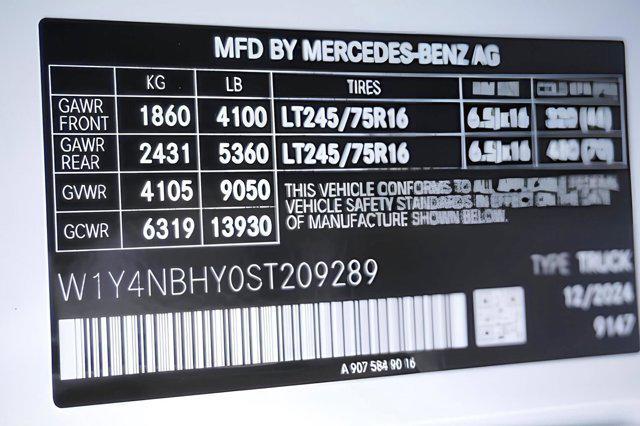 MFD BY MERCEDES-BENZ AG
KG LB TIRES
GAWR FRONT 1860 4100 LT245/75R16 6.5Jx16
GAWR REAR 2431 5360 LT245/75R16 6.5Jx16
GVWR 4105 9050
GCWR 6319 13930
THIS VEHICLE CONFORMS TO ALL
VEHICLE SAFETY STANDARDS IN EFFECT ON THE DATE
OF MANUFACTURE SHOWN BELOW.
W1Y4NBHY0ST209289
TYPE TRUCK
12/2024
9147
A 907 584 90 16